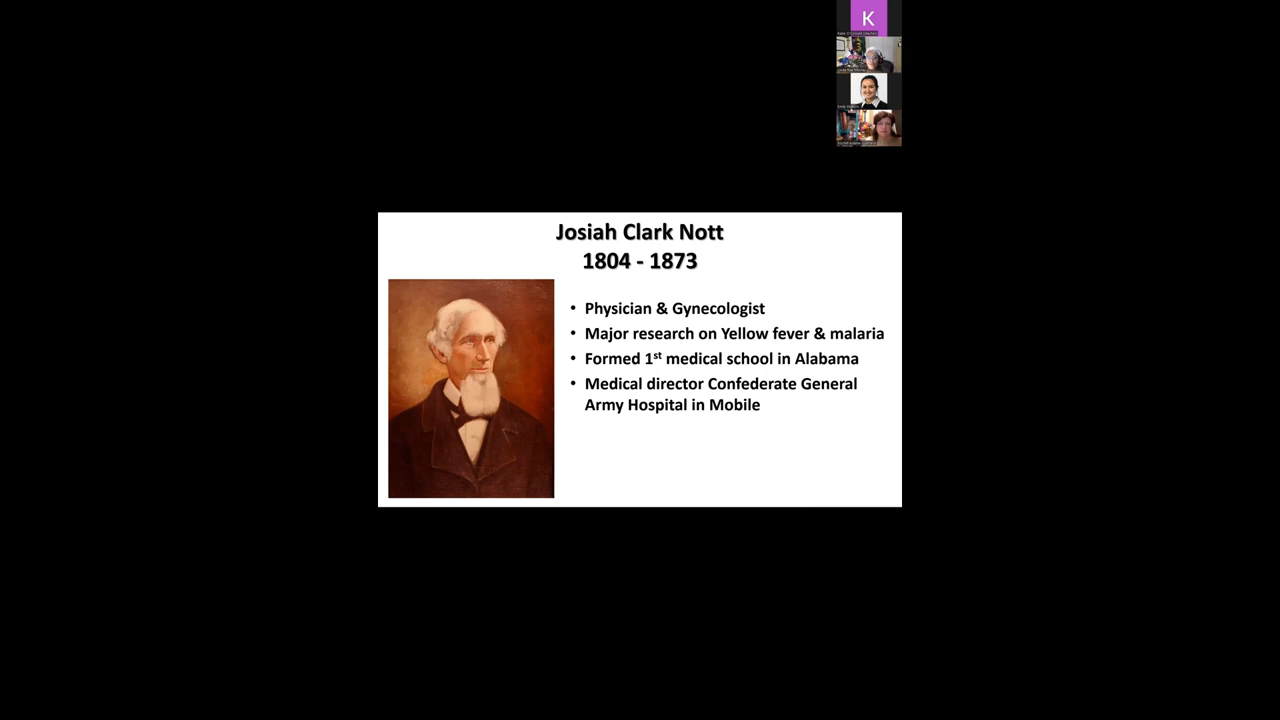 K
Josiah Clark Nott
1804 - 1873
• Physician & Gynecologist
• Major research on Yellow fever & malaria
• Formed 1st medical school in Alabama
• Medical director Confederate General
Army Hospital in Mobile